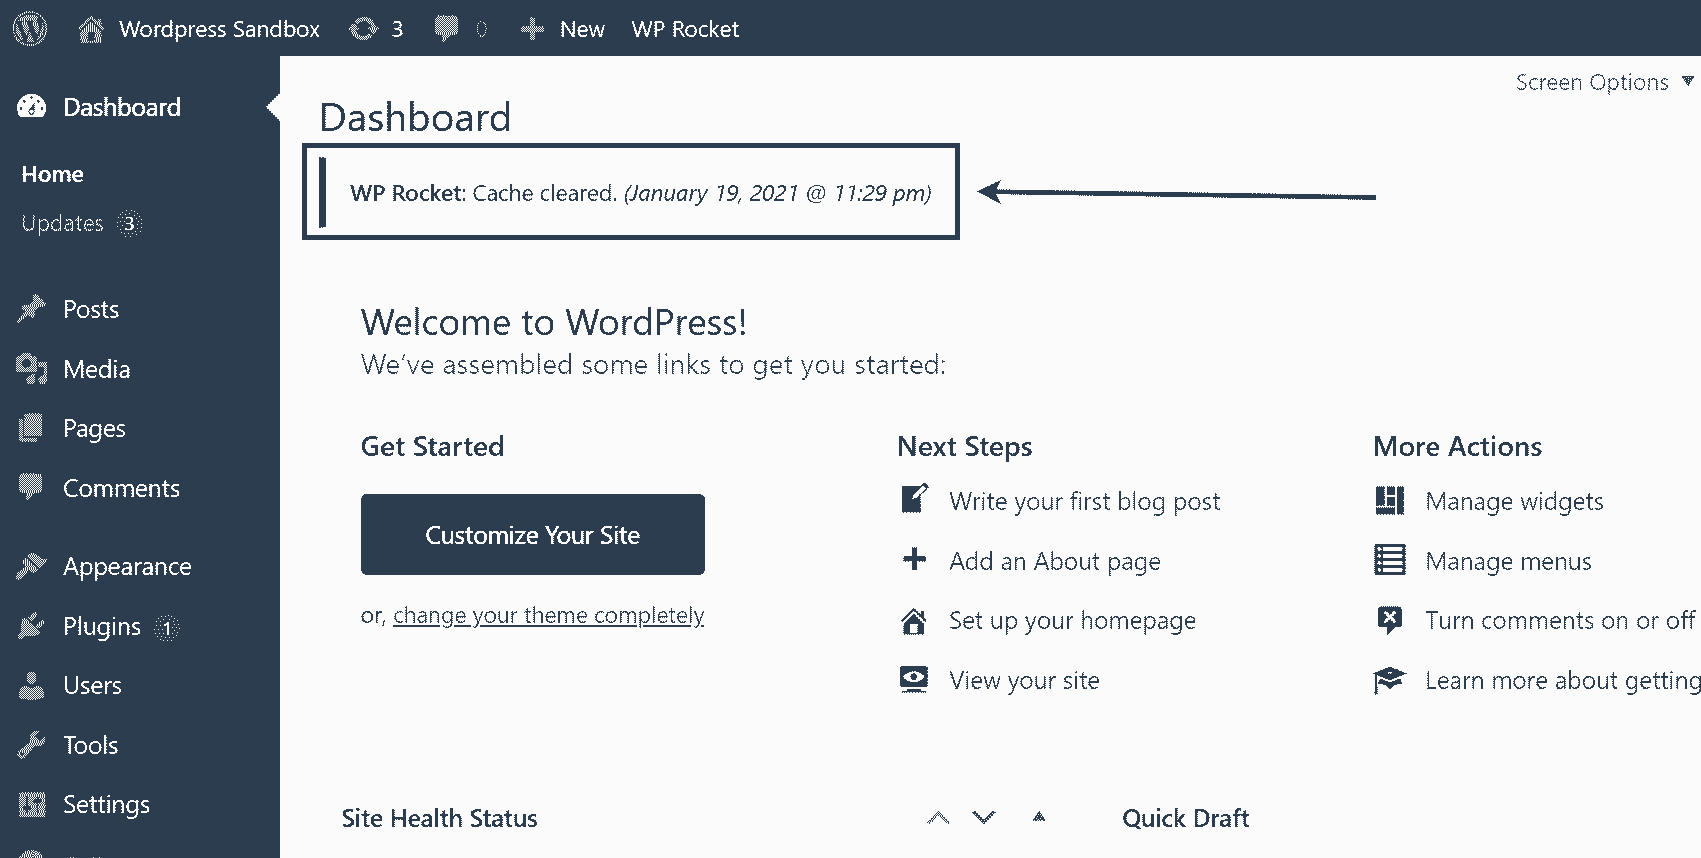 Wordpress Sandbox 3 0 New WP Rocket
Screen Options
Dashboard
Dashboard
Home
WP Rocket: Cache cleared. (January 19, 2021 @ 11:29 pm)
Updates 3
Posts
Welcome to WordPress!
We've assembled some links to get you started:
Media
Pages
Comments
Get Started
Next Steps
More Actions
Customize Your Site
Write your first blog post
Manage widgets
Appearance
Add an About page
Manage menus
or, change your theme completely
Set up your homepage
Turn comments on or off
Plugins 1
Users
View your site
Learn more about getting
Tools
Settings
Site Health Status
Quick Draft